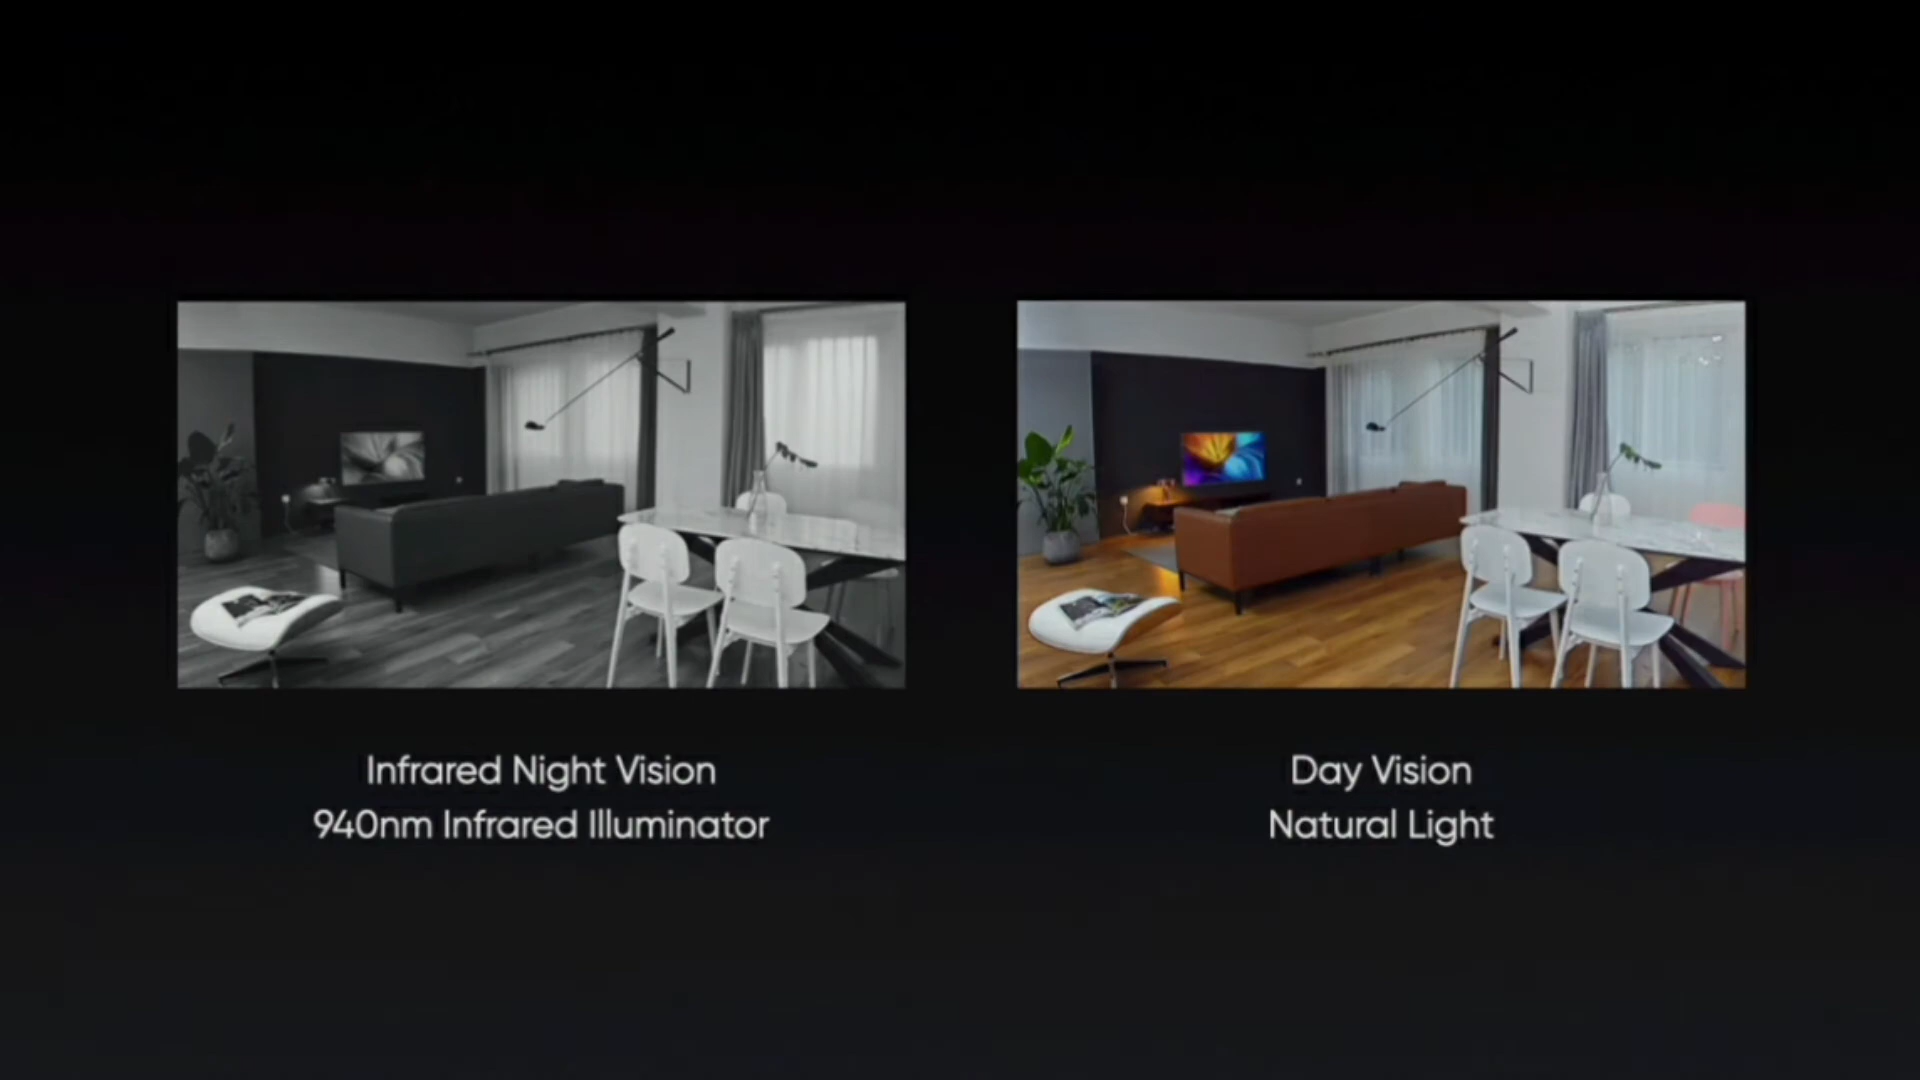 Infrared Night Vision
940nm Infrared Illuminator
Day Vision
Natural Light